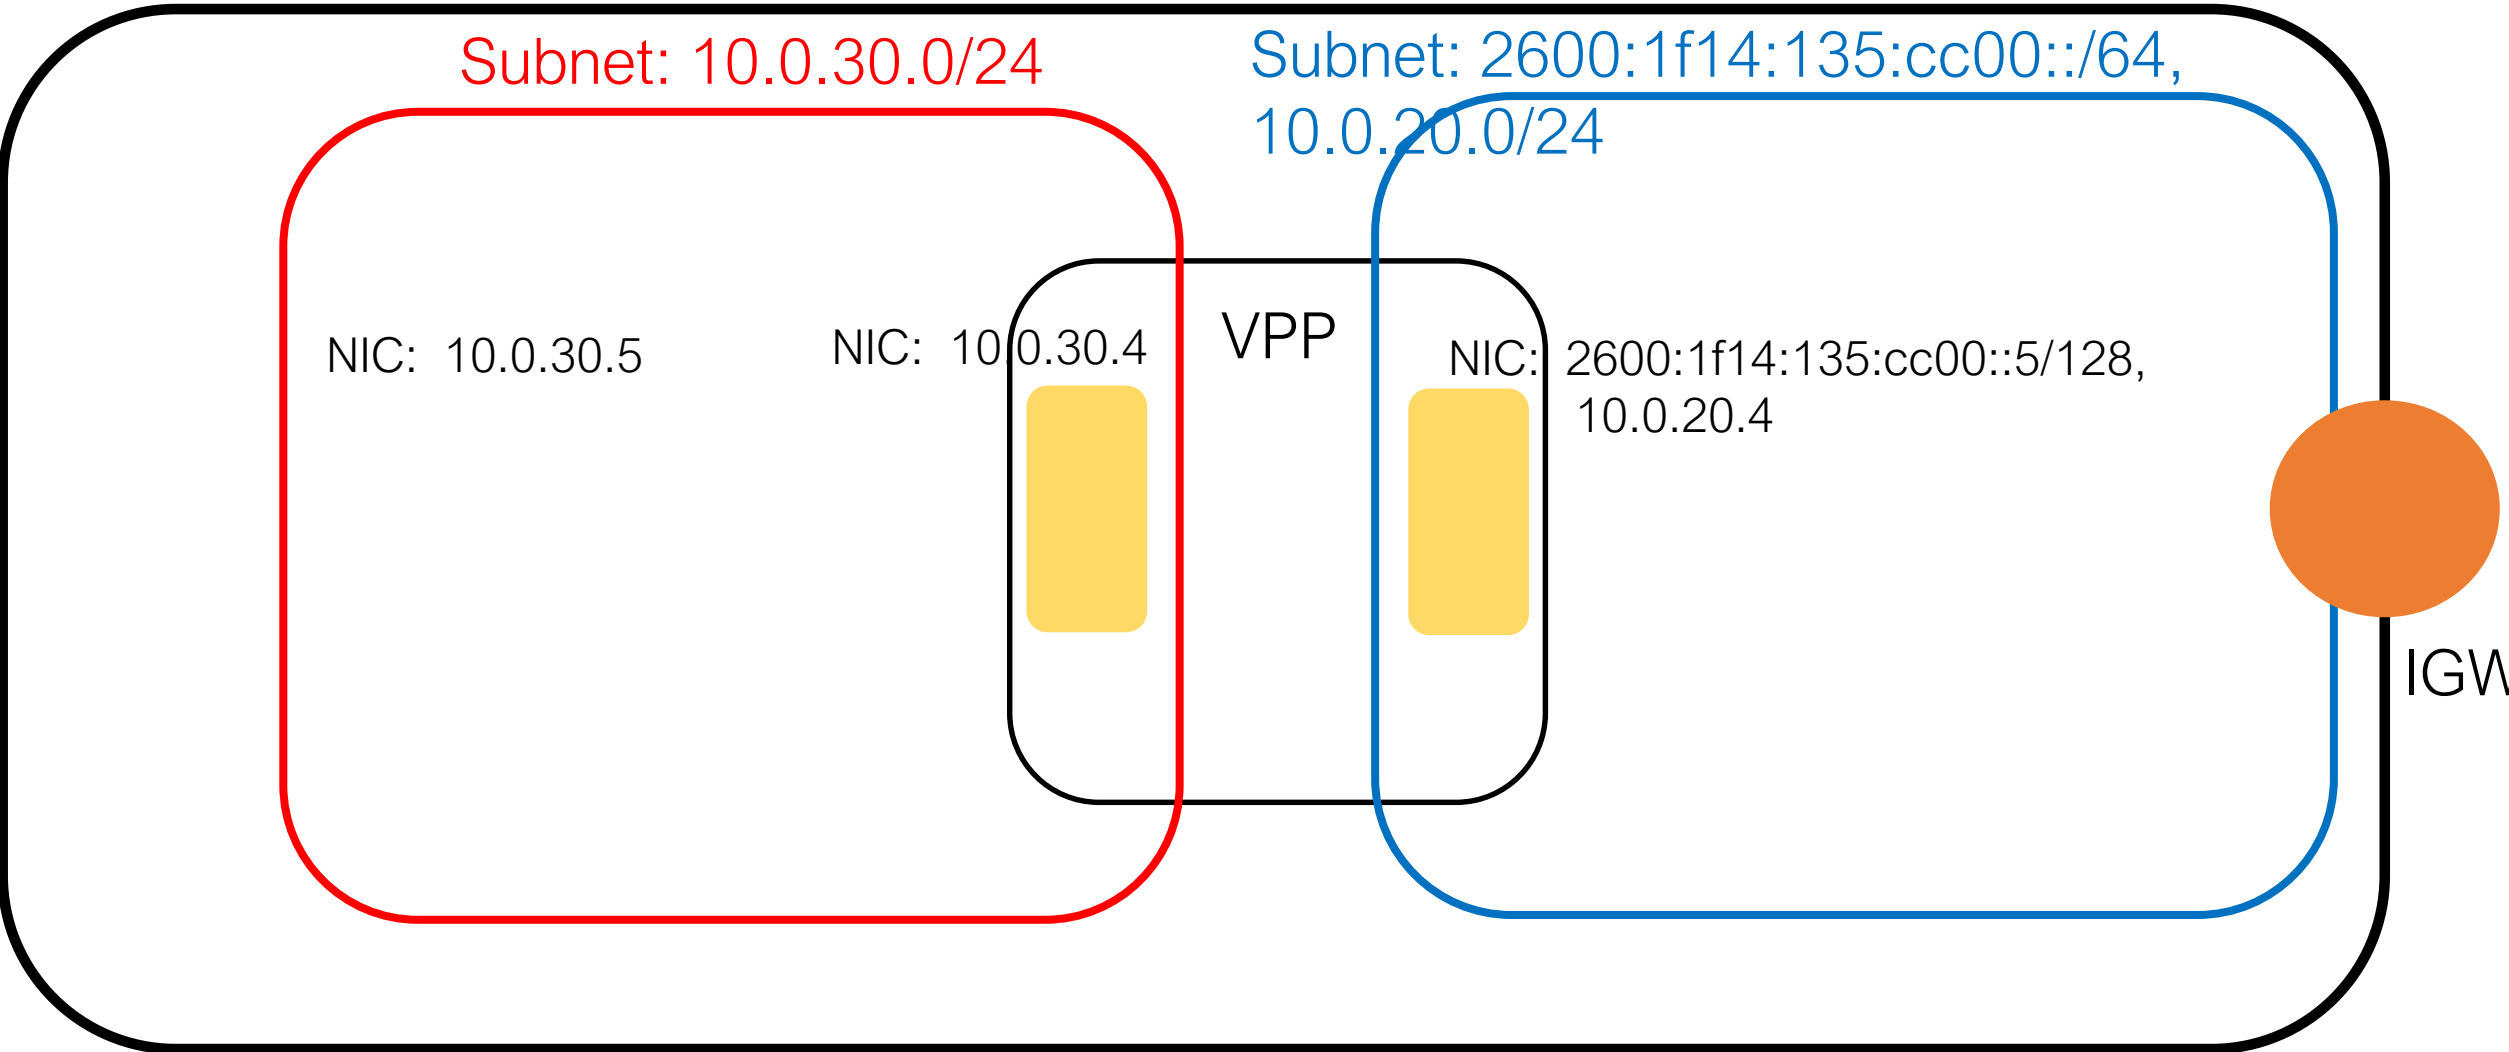 Subnet: 10.0.30.0/24
Subnet: 2600:1f14:135:cc00::/64,
10.0.20.0/24
VPP
NIC: 10.0.30.5
NIC: 10.0.30.4
NIC: 2600:1f14:135:cc00::5/128,
10.0.20.4
IGW